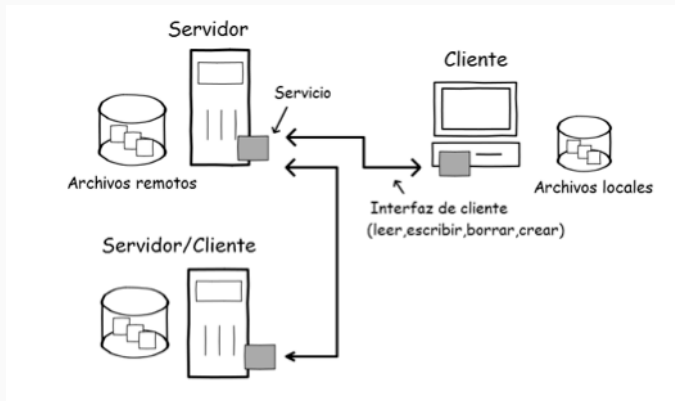 Servidor
Cliente
Servicio
Archivos remotos
Archivos locales
Interfaz de cliente
(leer,escribir,borrar,crear)
Servidor/Cliente